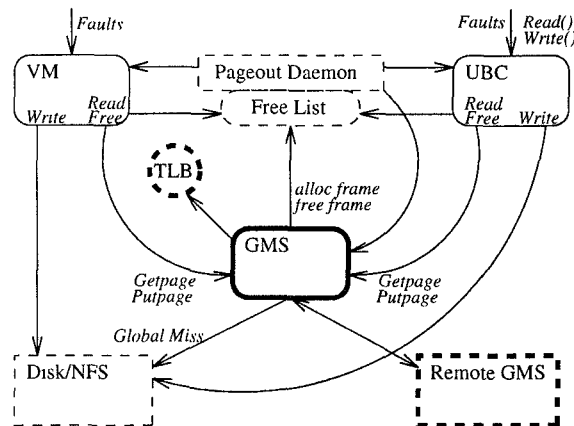 Faults
Faults
Read()
Write()
VM
Pageout Daemon
UBC
Write
Read
Free
Free List
Read
Free
Write
TLB
alloc frame
free frame
GMS
Getpage
Putpage
Getpage
Putpage
Global Miss
Disk/NFS
Remote GMS